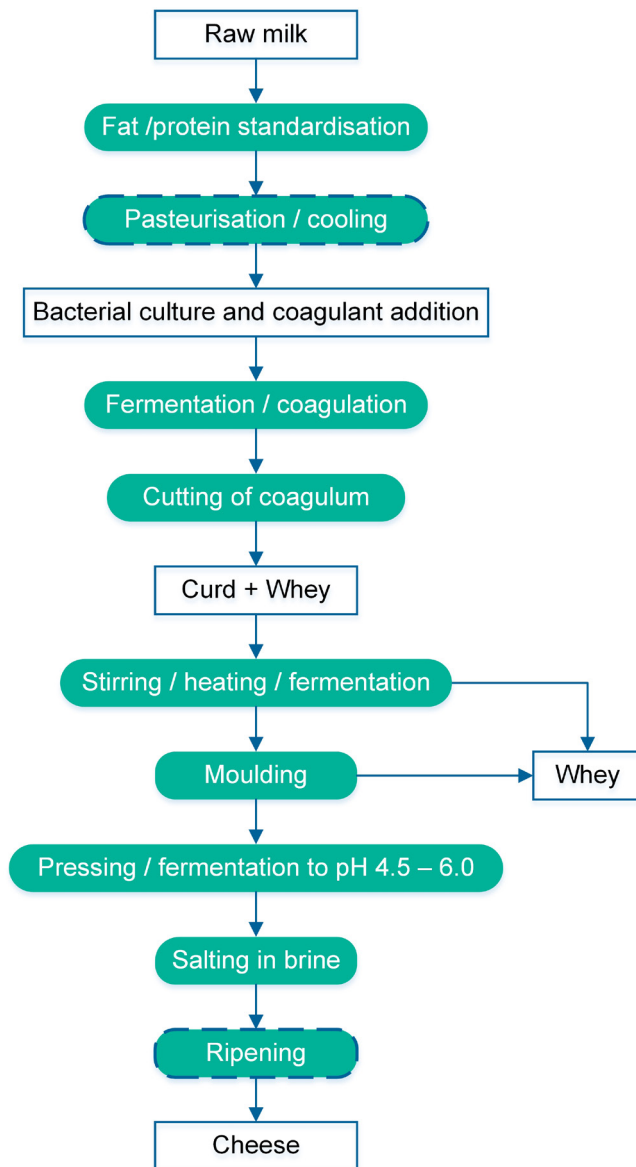 Raw milk
Fat /protein standardisation
Pasteurisation / cooling
Bacterial culture and coagulant addition
Fermentation / coagulation
Cutting of coagulum
Curd + Whey
Stirring / heating / fermentation
Moulding
Whey
Pressing / fermentation to pH 4.5 – 6.0
Salting in brine
Ripening
Cheese